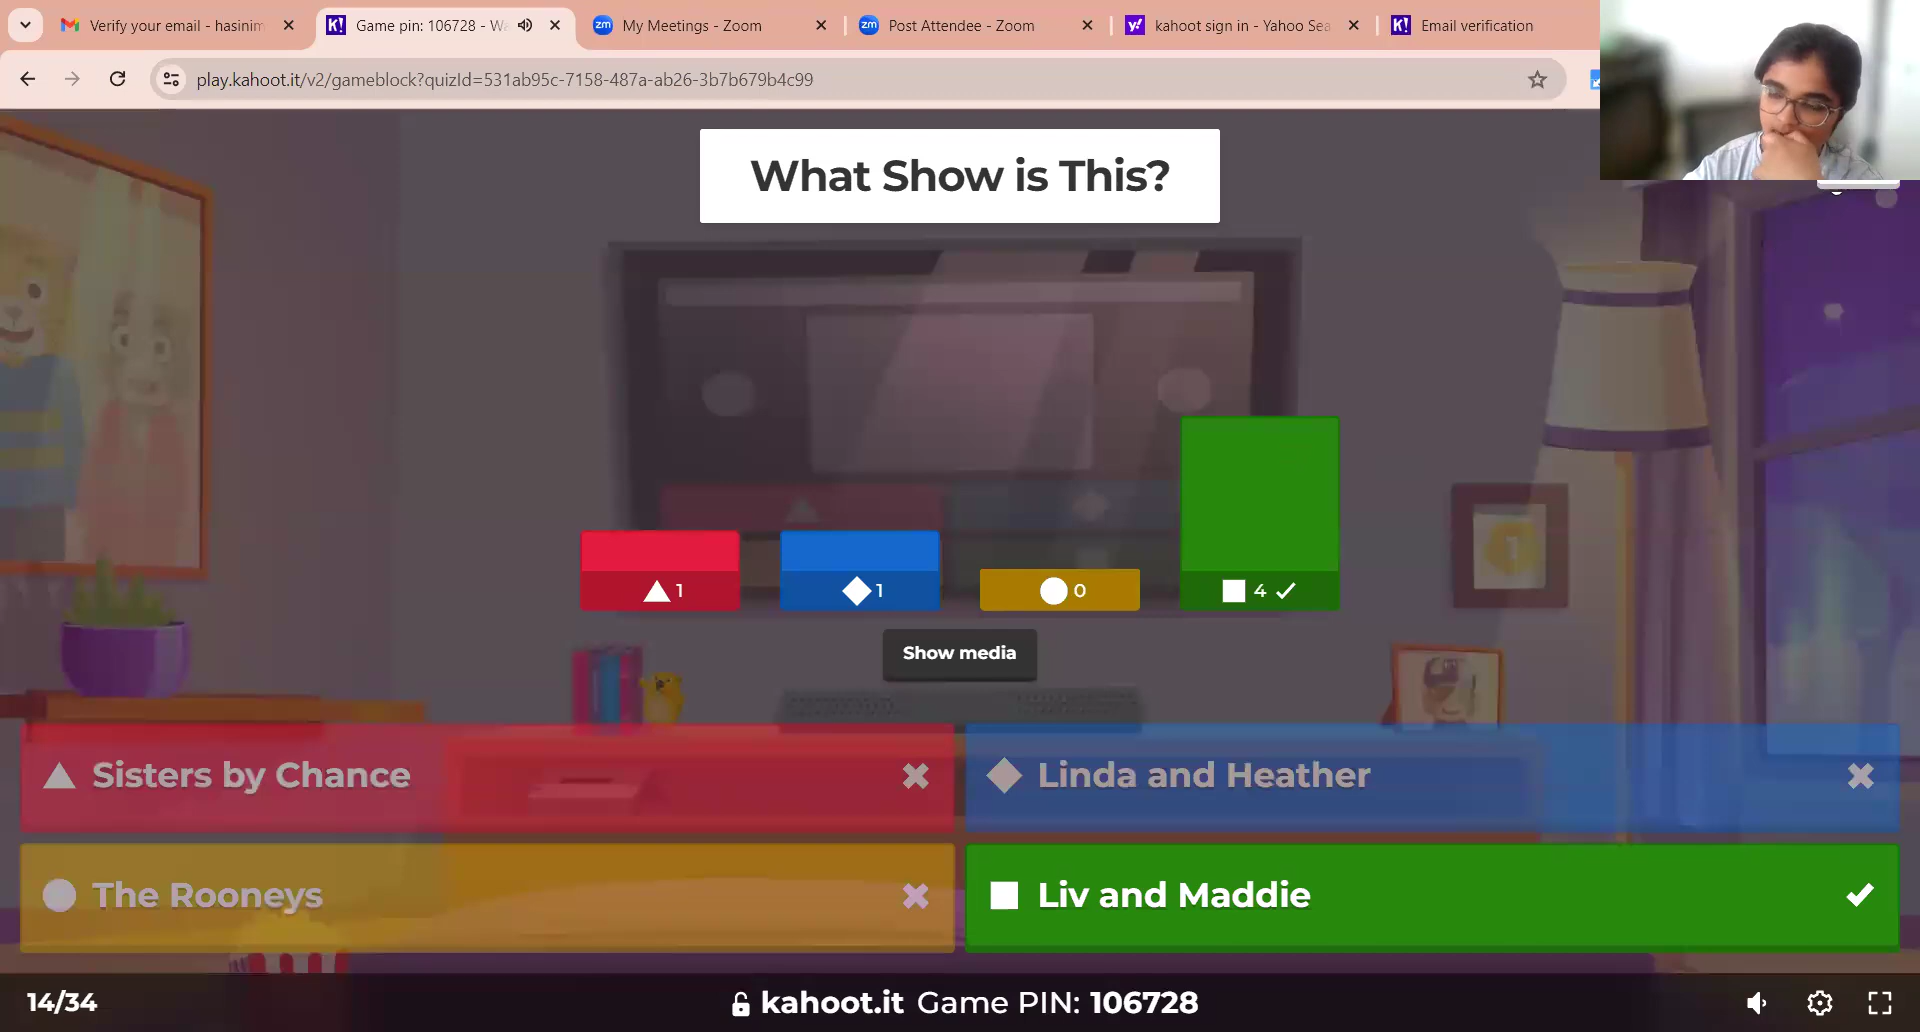 Verify your email - hasinim
Game pin: 106728 - Wa
zm My Meetings - Zoom
zm Post Attendee - Zoom
y! kahoot sign in - Yahoo Sea
K! Email verification
play.kahoot.it/v2/gameblock?quizId=531ab95c-7158-487a-ab26-3b7b679b4c99
What Show is This?
1
1
0
4
Show media
Sisters by Chance
Linda and Heather
The Rooneys
Liv and Maddie
14/34
kahoot.it Game PIN: 106728